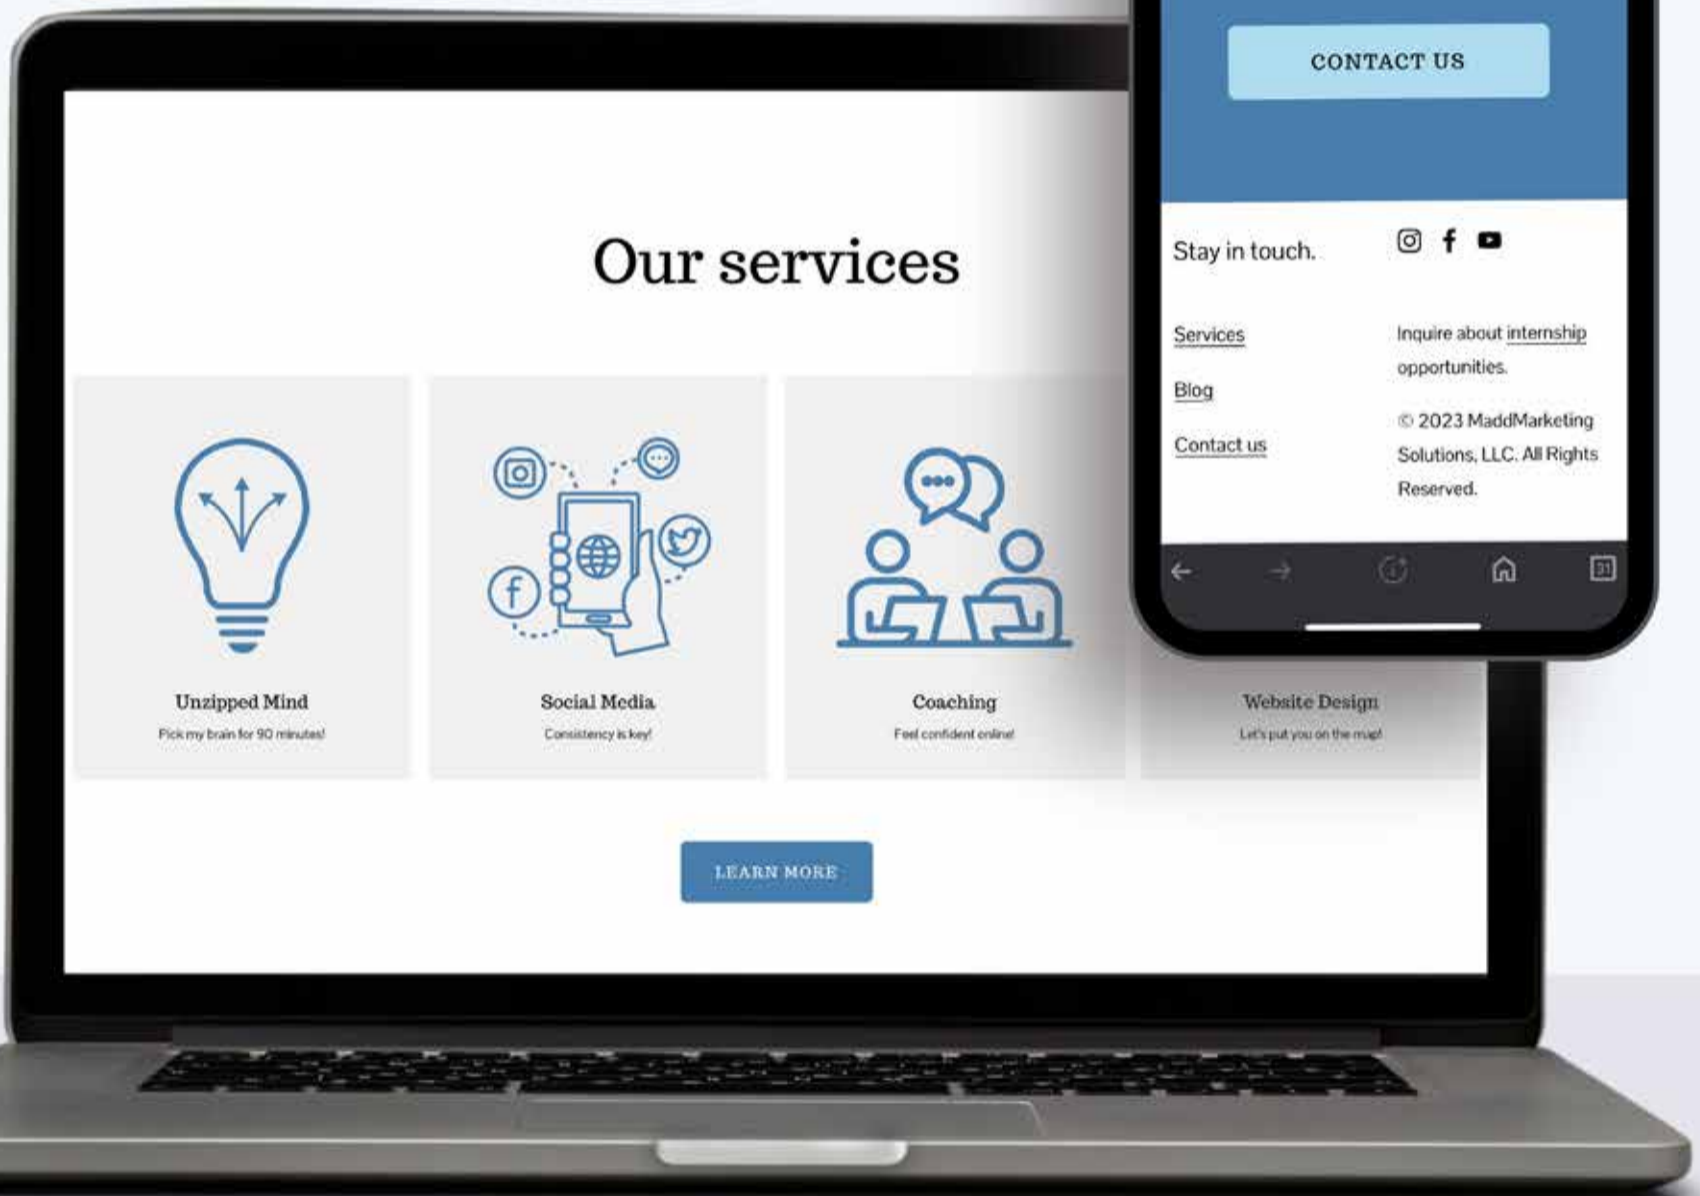 Our services
Unzipped Mind
Pick my brain for 90 minutes!
Social Media
Consistency is key!
Coaching
Feel confident online!
Website Design
Let's put you on the map!
LEARN MORE
CONTACT US
Stay in touch.
Services
Blog
Contact us
Inquire about internship
opportunities.
© 2023 MaddMarketing
Solutions, LLC. All Rights
Reserved.
31